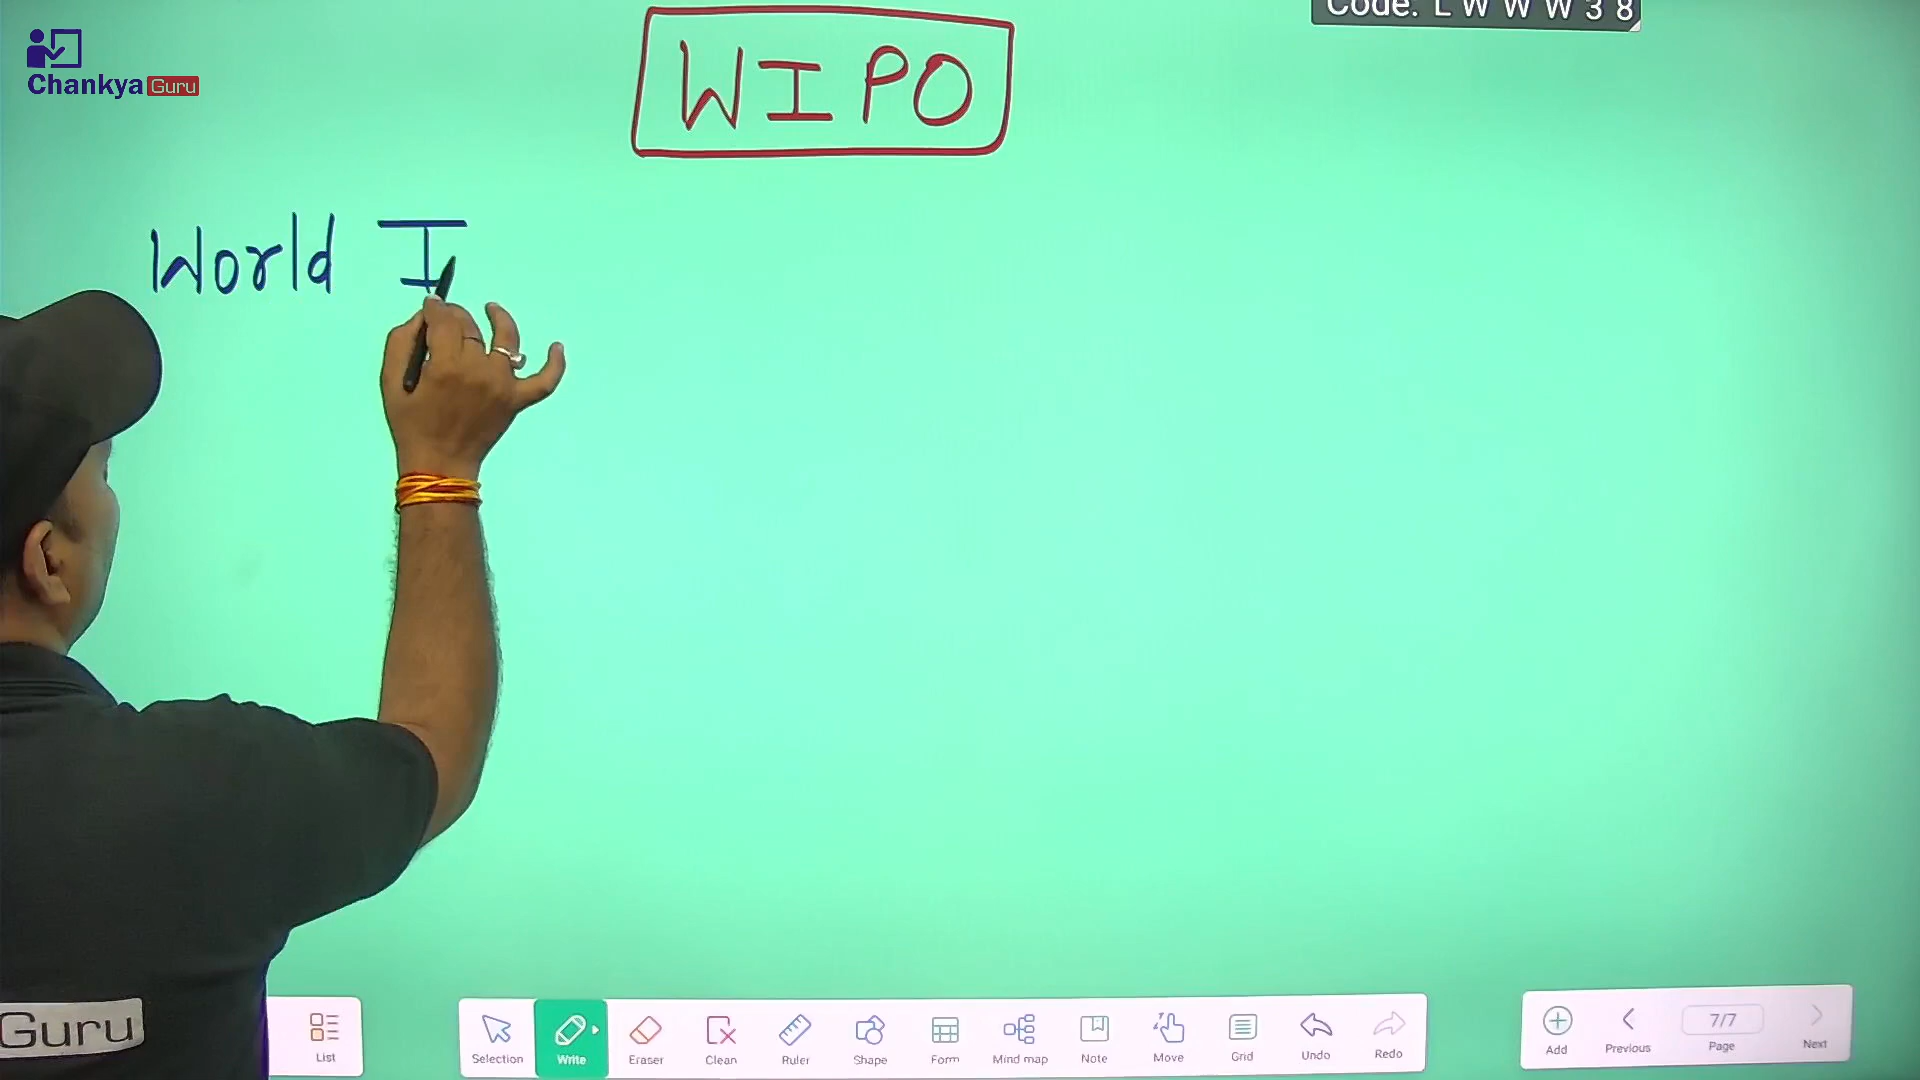 Code: L W W W 3 8
Chankya Guru
WIPO
World I
Guru
List
Selection
Write
Eraser
Clean
Ruler
Shape
Form
Mind map
Note
Move
Grid
Undo
Redo
Add
Previous
7/7
Page
Next